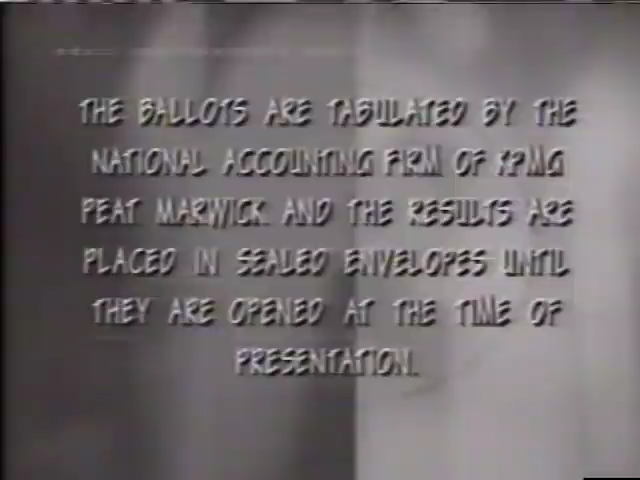 THE BALLOTS ARE TABULATED BY THE
NATIONAL ACCOUNTING FIRM OF KPMG
PEAT MARWICK AND THE RESULTS ARE
PLACED IN SEALED ENVELOPES UNTIL
THEY ARE OPENED AT THE TIME OF
PRESENTATION.